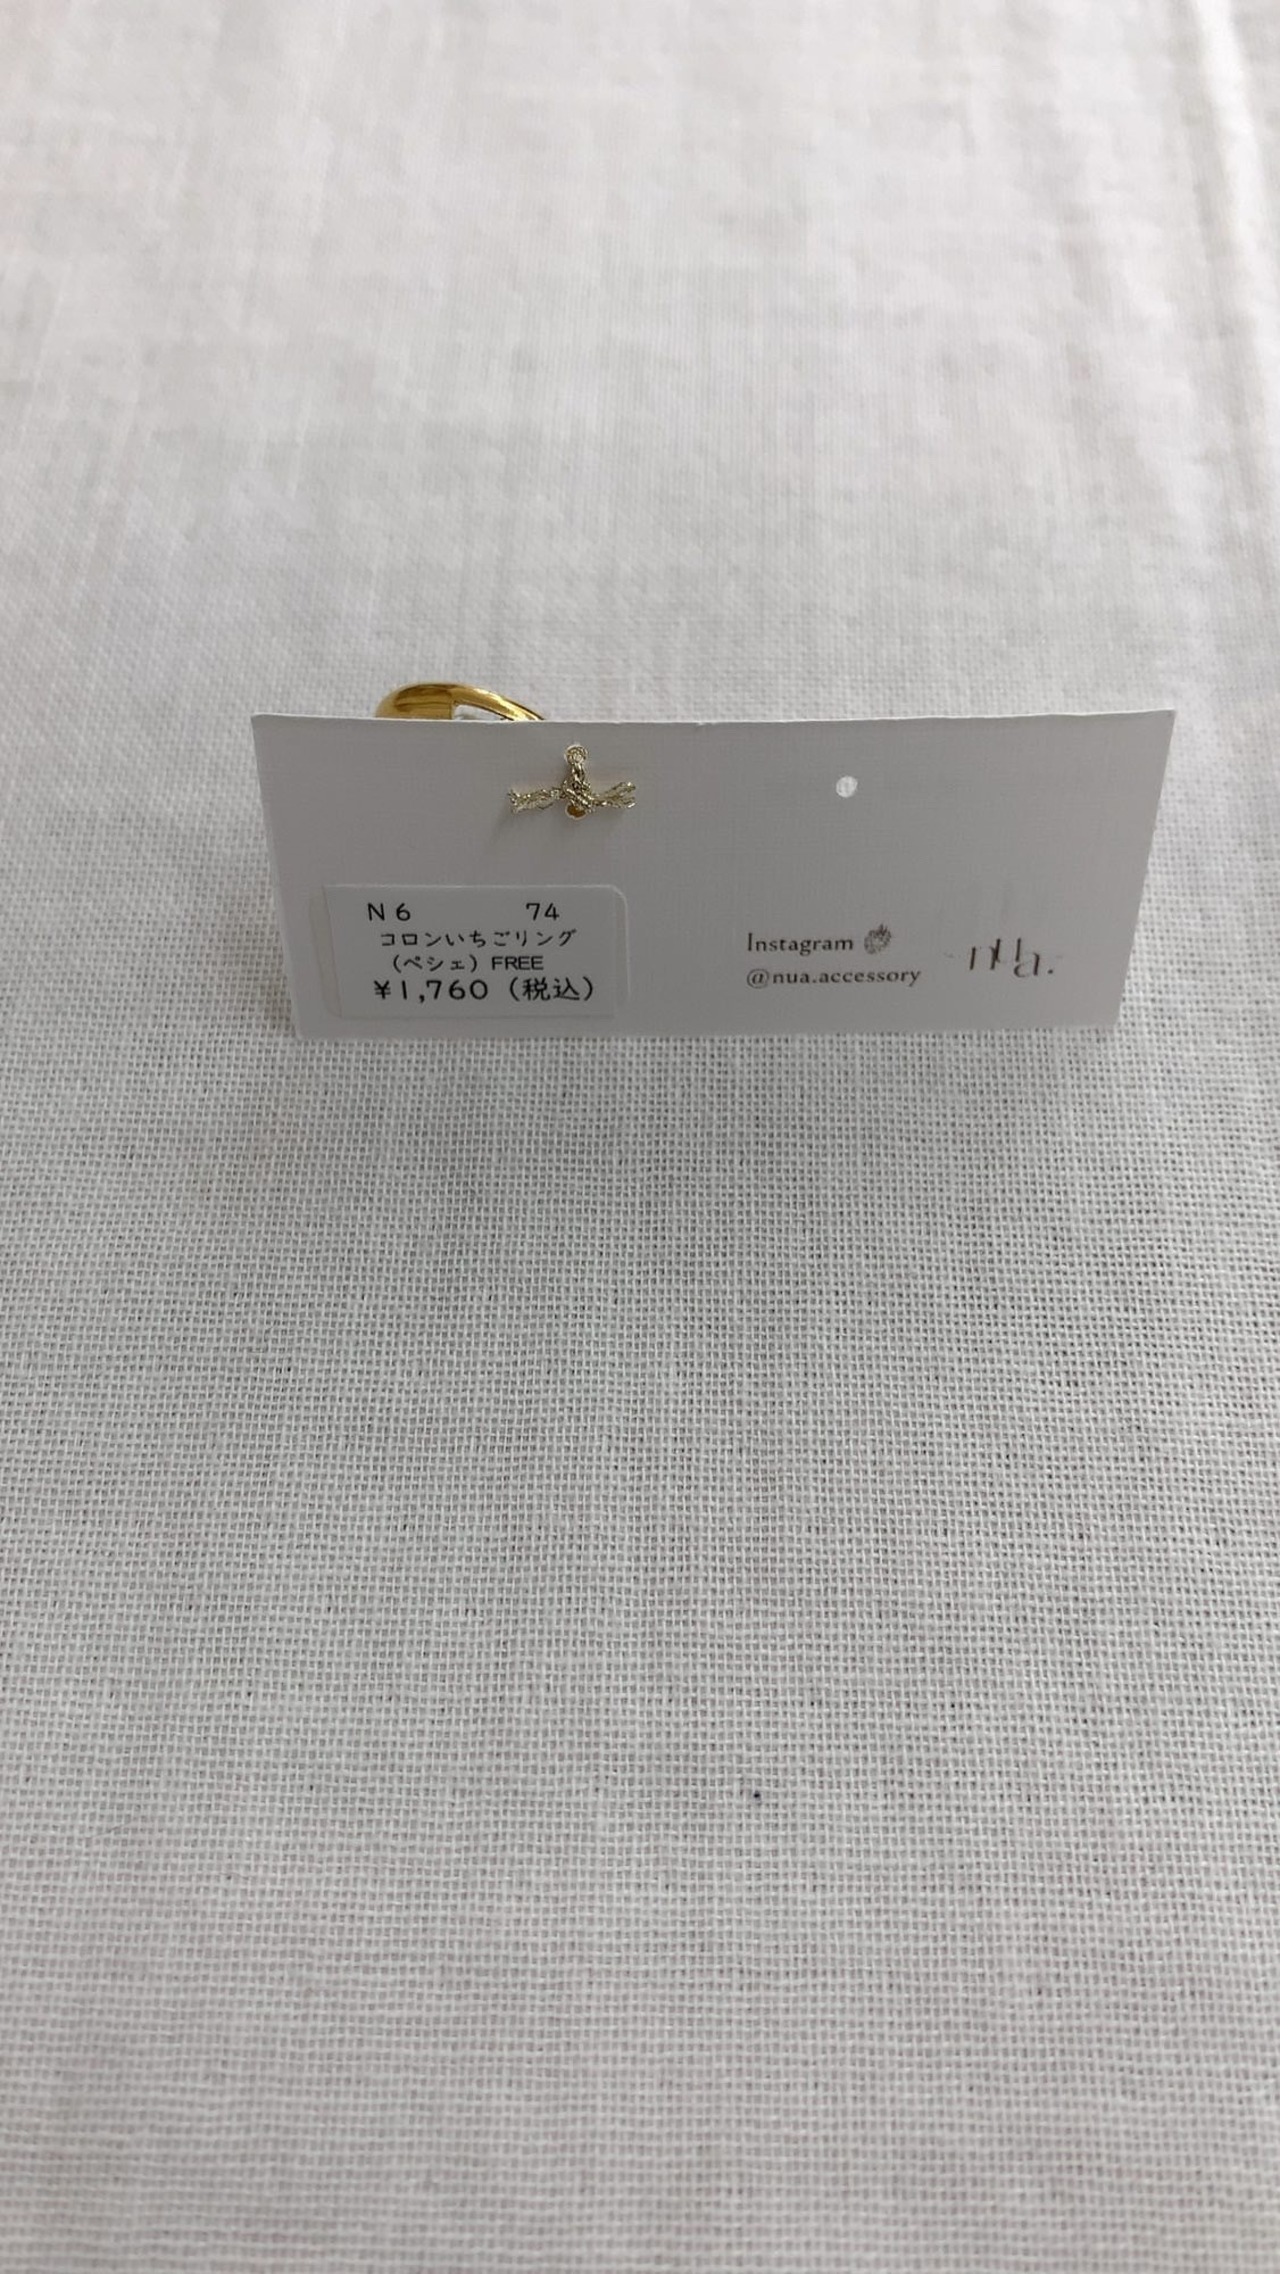 N6 74
コロンいちごリング
(ペシェ) FREE
¥1,760 (税込)
Instagram
@nua.accessory
nua.